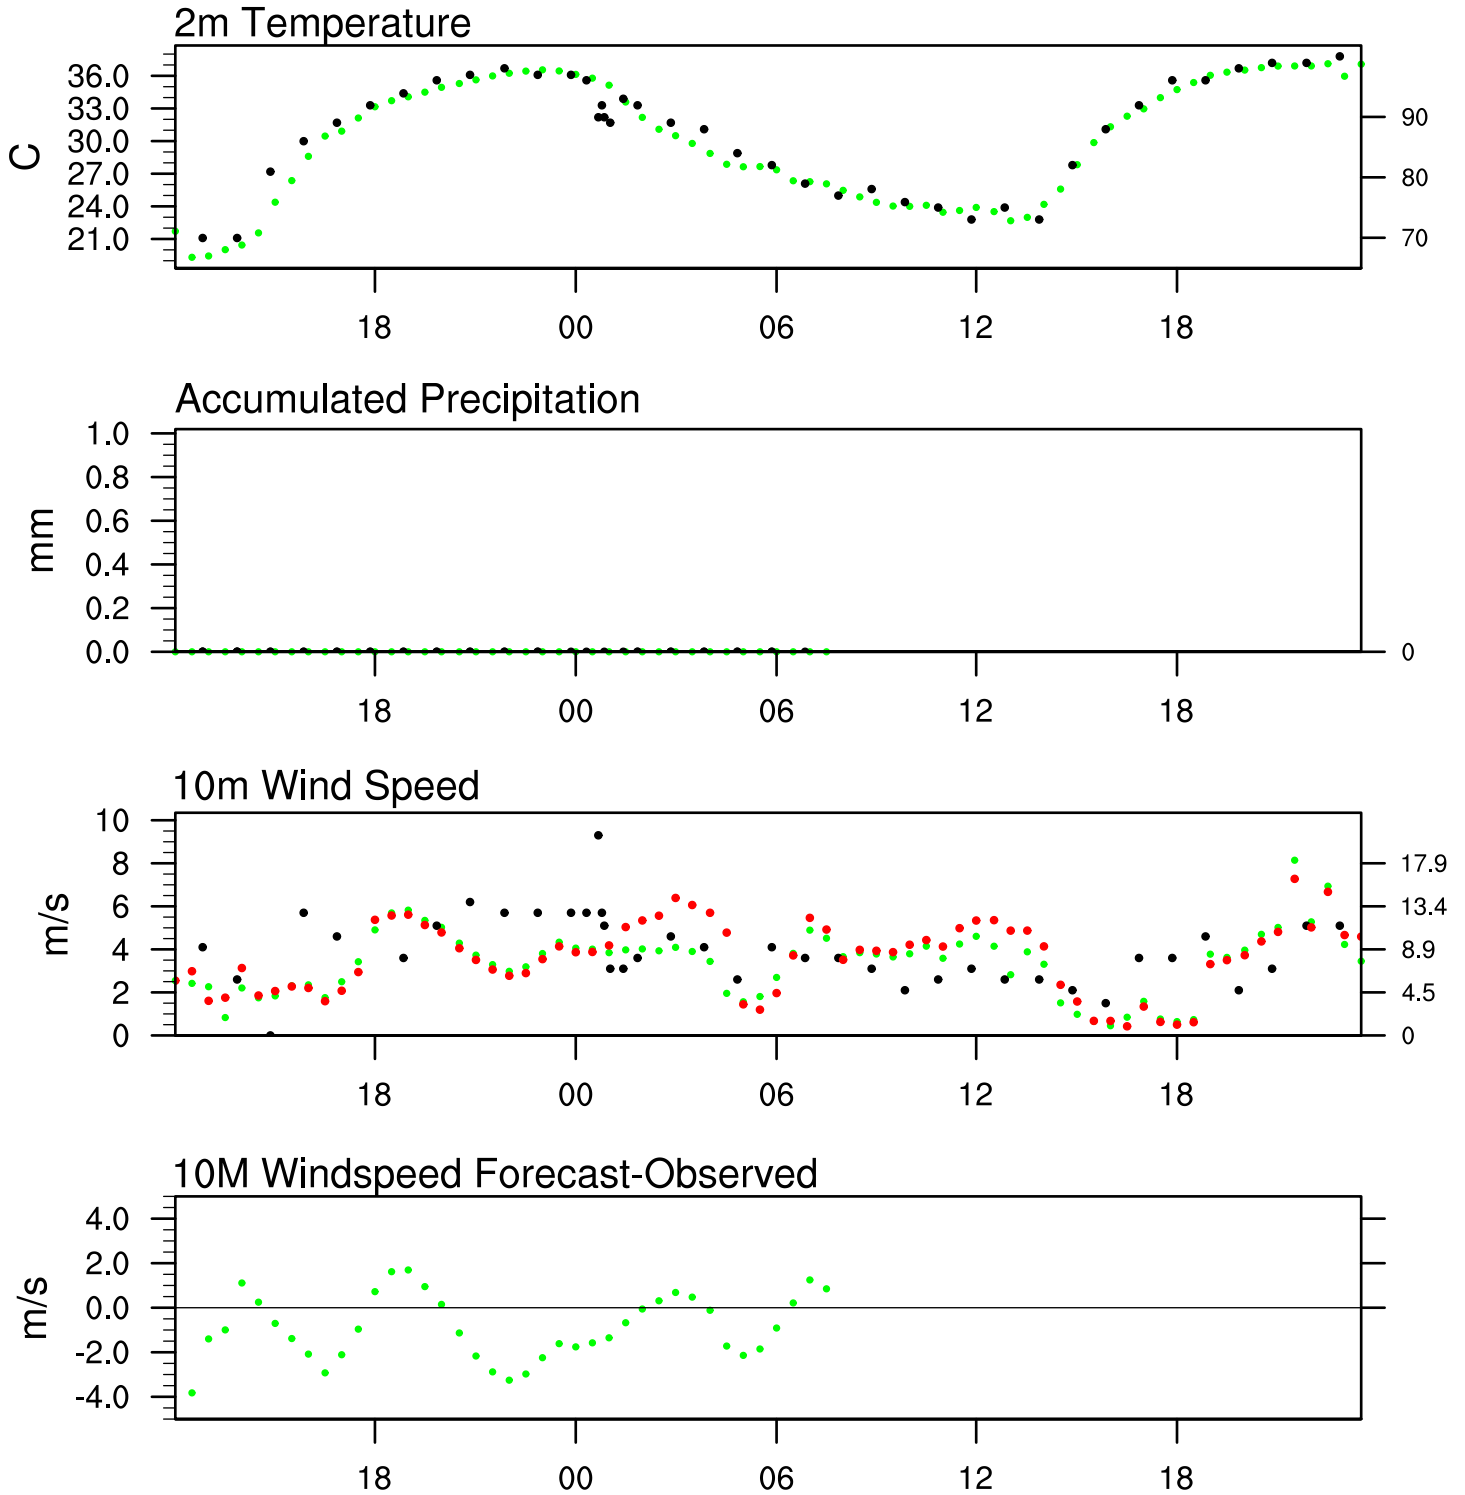 2m Temperature
36.0
33.0
30.0
27.0
24.0
21.0
C
90
80
70
18 00 06 12 18
Accumulated Precipitation
1.0
0.8
0.6
0.4
0.2
0.0
mm
0
18 00 06 12 18
10m Wind Speed
10
8
6
4
2
0
m/s
17.9
13.4
8.9
4.5
0
18 00 06 12 18
10M Windspeed Forecast-Observed
4.0
2.0
0.0
-2.0
-4.0
m/s
18 00 06 12 18